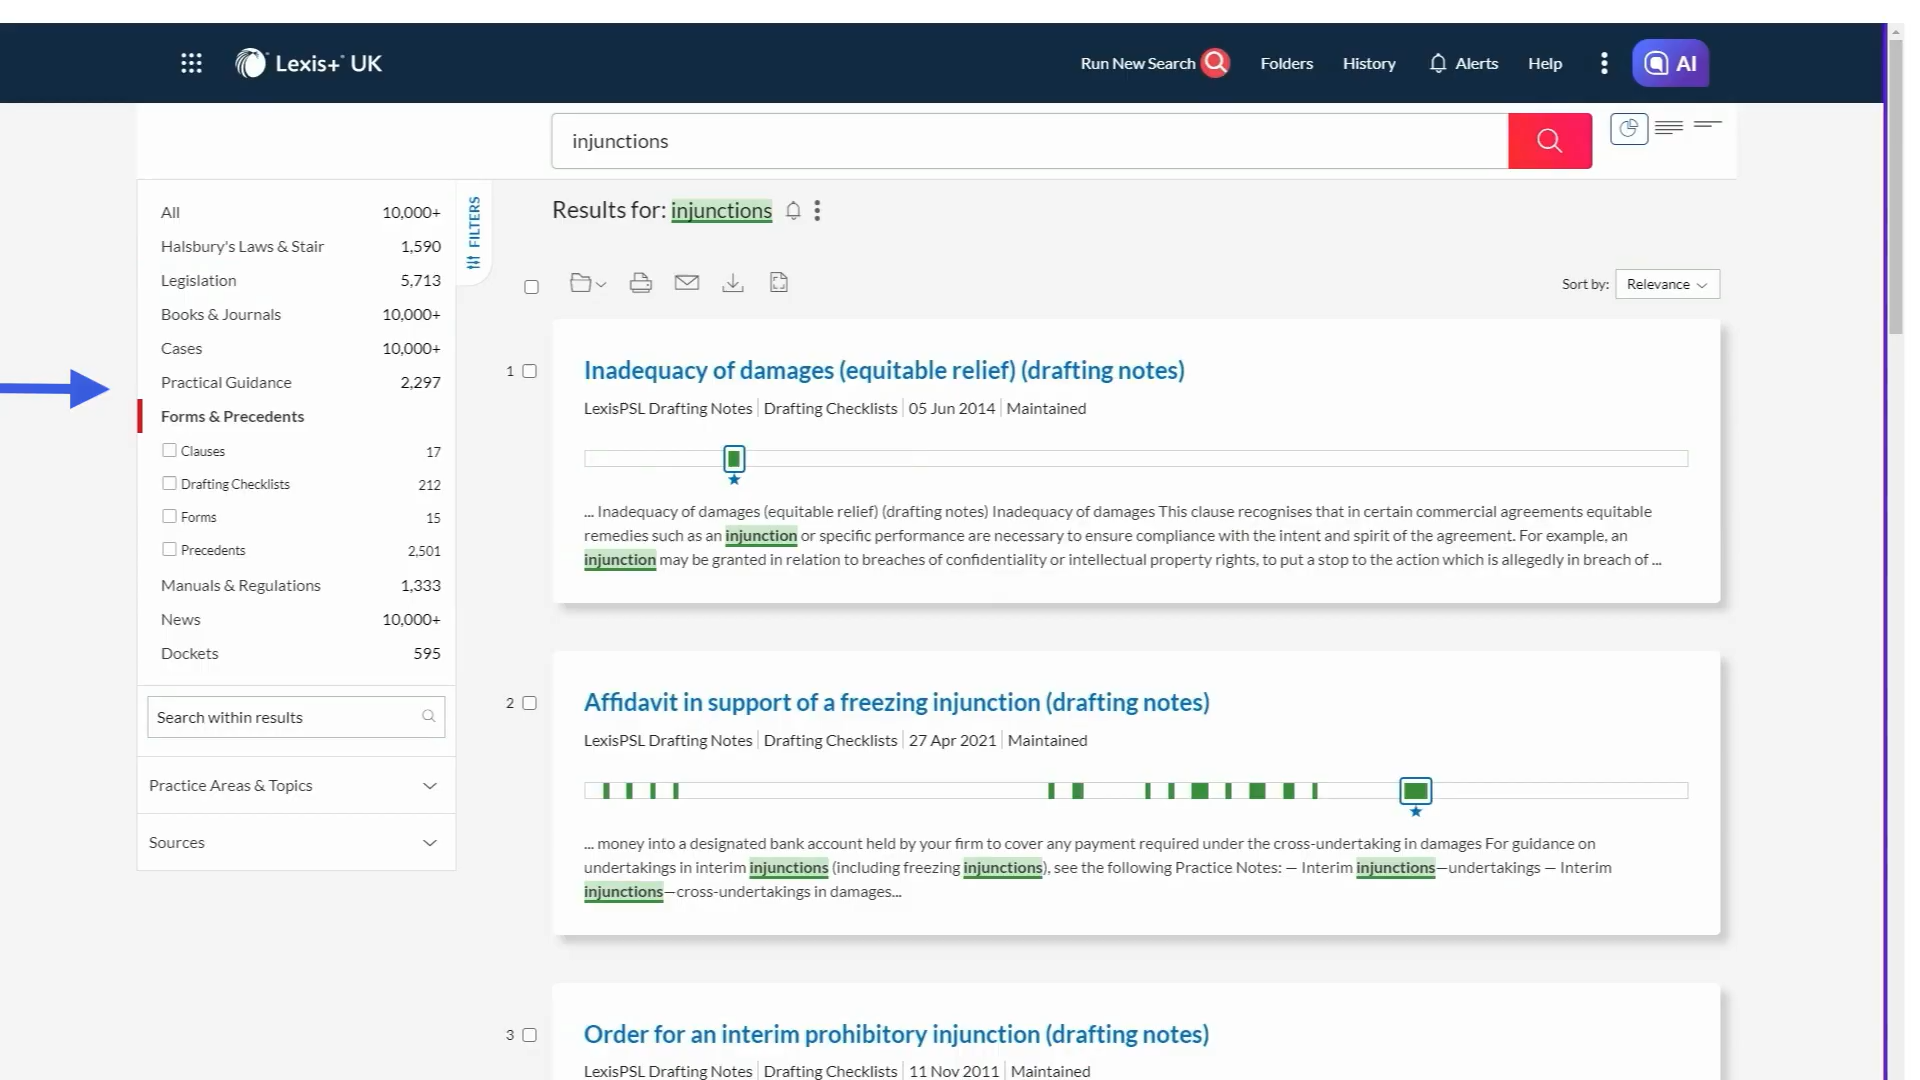 Lexis+ UK
Run New Search
Folders
History
Alerts
Help
AI
injunctions
All 10,000+
Halsbury's Laws & Stair 1,590
Legislation 5,713
Books & Journals 10,000+
Cases 10,000+
Practical Guidance 2,297
Forms & Precedents
Clauses 17
Drafting Checklists 212
Forms 15
Precedents 2,501
Manuals & Regulations 1,333
News 10,000+
Dockets 595
Search within results
Practice Areas & Topics
Sources
FILTERS
Results for: injunctions
Sort by: Relevance
1 Inadequacy of damages (equitable relief) (drafting notes)
LexisPSL Drafting Notes | Drafting Checklists | 05 Jun 2014 | Maintained
... Inadequacy of damages (equitable relief) (drafting notes) Inadequacy of damages This clause recognises that in certain commercial agreements equitable
remedies such as an injunction or specific performance are necessary to ensure compliance with the intent and spirit of the agreement. For example, an
injunction may be granted in relation to breaches of confidentiality or intellectual property rights, to put a stop to the action which is allegedly in breach of ...
2 Affidavit in support of a freezing injunction (drafting notes)
LexisPSL Drafting Notes | Drafting Checklists | 27 Apr 2021 | Maintained
... money into a designated bank account held by your firm to cover any payment required under the cross-undertaking in damages For guidance on
undertakings in interim injunctions (including freezing injunctions), see the following Practice Notes: — Interim injunctions—undertakings — Interim
injunctions—cross-undertakings in damages...
3 Order for an interim prohibitory injunction (drafting notes)
LexisPSL Drafting Notes | Drafting Checklists | 11 Nov 2011 | Maintained